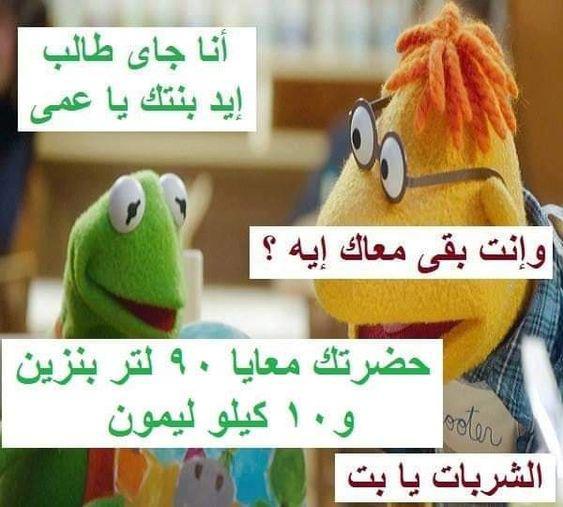 أنا جاى طالب
إيد بنتك يا عمى
وإنت بقى معاك إيه ؟
حضرتك معايا ٩٠ لتر بنزين
و١٠ كيلو ليمون
ooter
الشربات يا بت